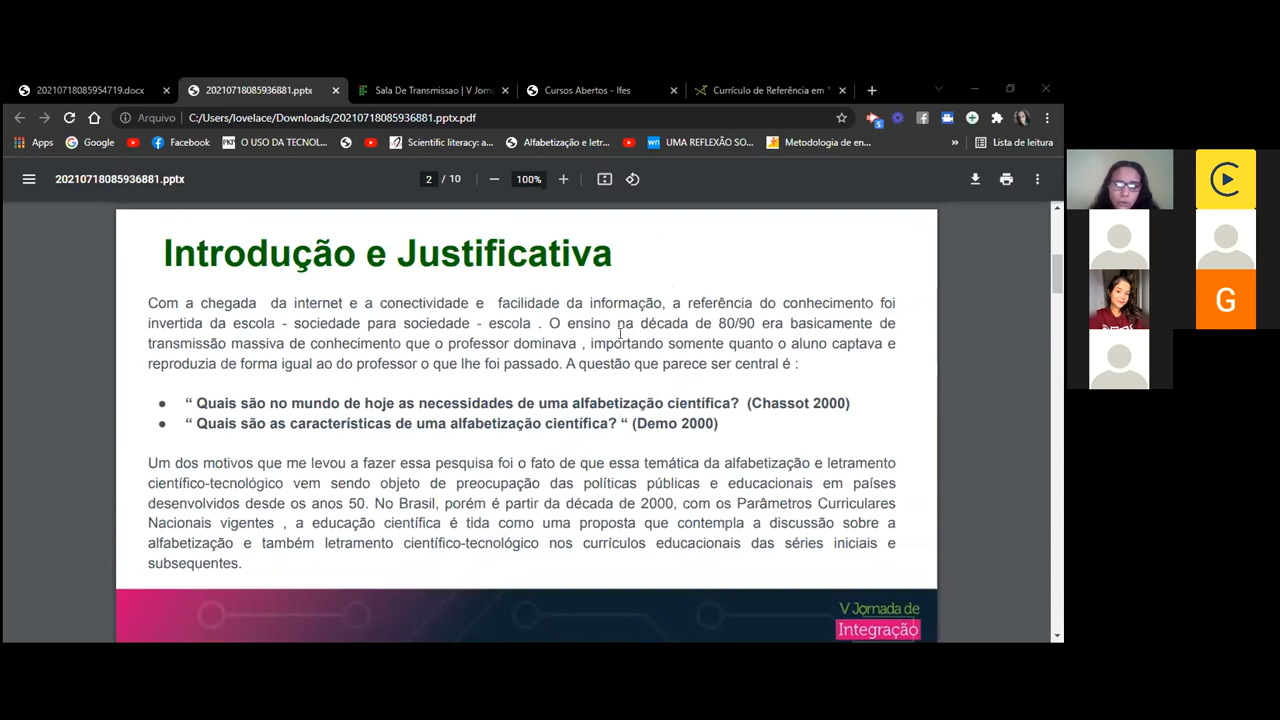 20210718085954719.docx
20210718085936881.pptx
Sala De Transmissao | V Jorna
Cursos Abertos - Ifes
Currículo de Referência em
Arquivo | C:/Users/lovelace/Downloads/20210718085936881.pptx.pdf
Apps Google Facebook O USO DA TECNOL... Scientific literacy: a... Alfabetização e letr... UMA REFLEXÃO SO... Metodologia de en... » Lista de leitura
20210718085936881.pptx 2 / 10 — 100% +
Introdução e Justificativa
Com a chegada da internet e a conectividade e facilidade da informação, a referência do conhecimento foi
invertida da escola - sociedade para sociedade - escola . O ensino na década de 80/90 era basicamente de
transmissão massiva de conhecimento que o professor dominava , importando somente quanto o aluno captava e
reproduzia de forma igual ao do professor o que lhe foi passado. A questão que parece ser central é :
● “ Quais são no mundo de hoje as necessidades de uma alfabetização científica? (Chassot 2000)
● “ Quais são as características de uma alfabetização científica? “ (Demo 2000)
Um dos motivos que me levou a fazer essa pesquisa foi o fato de que essa temática da alfabetização e letramento
científico-tecnológico vem sendo objeto de preocupação das políticas públicas e educacionais em países
desenvolvidos desde os anos 50. No Brasil, porém é partir da década de 2000, com os Parâmetros Curriculares
Nacionais vigentes , a educação científica é tida como uma proposta que contempla a discussão sobre a
alfabetização e também letramento científico-tecnológico nos currículos educacionais das séries iniciais e
subsequentes.
V Jornada de
Integração
G